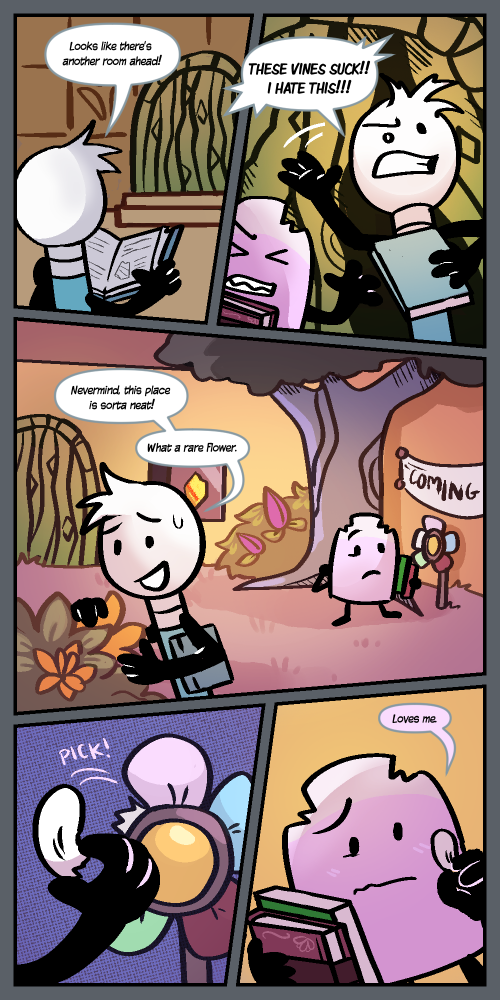 Looks like there's
another room ahead!
THESE VINES SUCK!!
I HATE THIS!!!
Nevermind, this place
is sorta neat!
What a rare flower.
COMING
PICK!
Loves me.